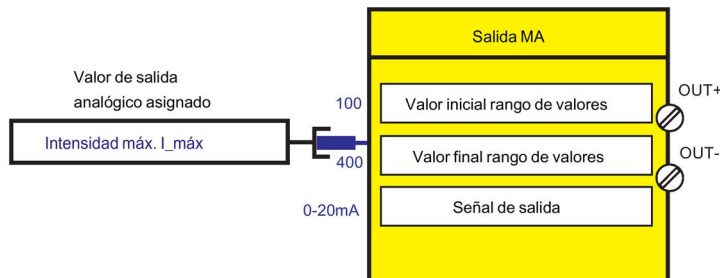 Salida MA
Valor de salida
analógico asignado
Intensidad máx. I_máx
100
400
0-20mA
Valor inicial rango de valores
Valor final rango de valores
Señal de salida
OUT+
OUT-